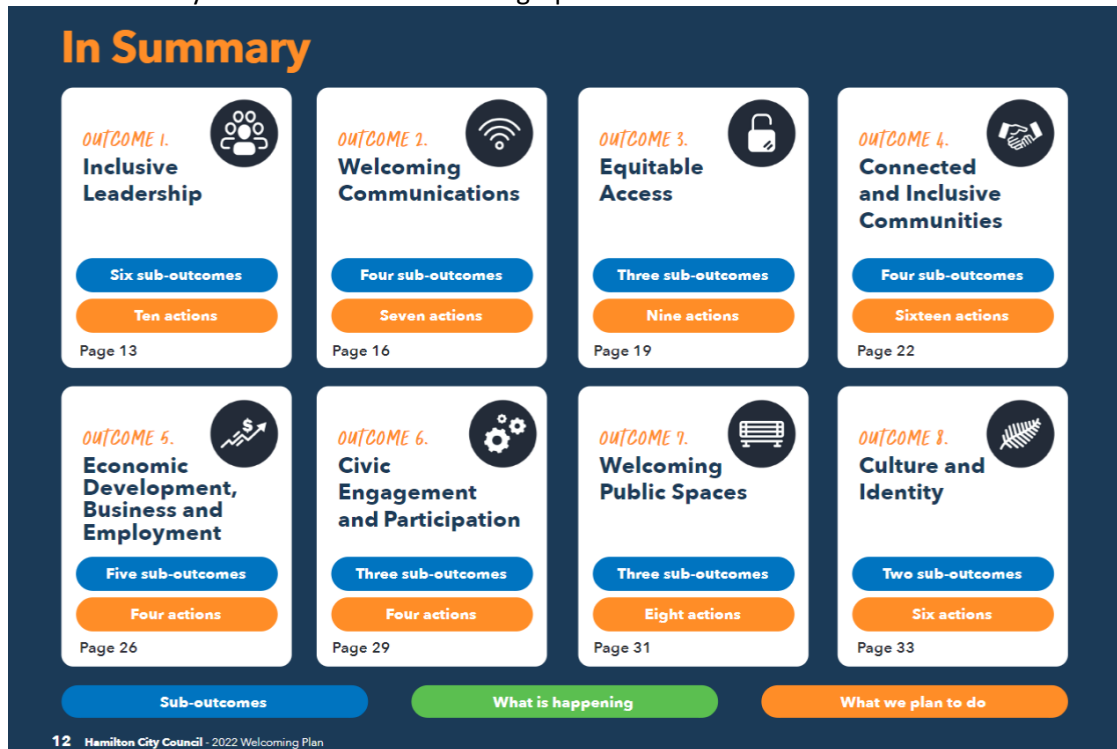 In Summary
OUTCOME 1.
Inclusive
Leadership
Six sub-outcomes
Ten actions
Page 13
OUTCOME 2.
Welcoming
Communications
Four sub-outcomes
Seven actions
Page 16
OUTCOME 3.
Equitable
Access
Three sub-outcomes
Nine actions
Page 19
OUTCOME 4.
Connected
and Inclusive
Communities
Four sub-outcomes
Sixteen actions
Page 22
OUTCOME 5.
Economic
Development,
Business and
Employment
Five sub-outcomes
Four actions
Page 26
OUTCOME 6.
Civic
Engagement
and Participation
Three sub-outcomes
Four actions
Page 29
OUTCOME 7.
Welcoming
Public Spaces
Three sub-outcomes
Eight actions
Page 31
OUTCOME 8.
Culture and
Identity
Two sub-outcomes
Six actions
Page 33
Sub-outcomes
What is happening
What we plan to do
12 Hamilton City Council - 2022 Welcoming Plan